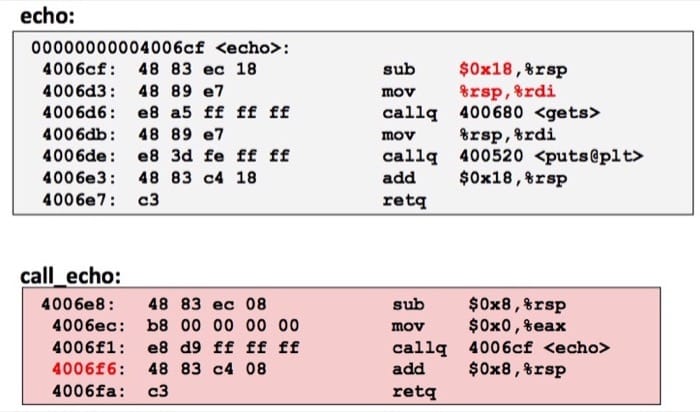 echo:
00000000004006cf <echo>:
4006cf: 48 83 ec 18 sub $0x18,%rsp
4006d3: 48 89 e7 mov %rsp,%rdi
4006d6: e8 a5 ff ff ff callq 400680 <gets>
4006db: 48 89 e7 mov %rsp,%rdi
4006de: e8 3d fe ff ff callq 400520 <puts@plt>
4006e3: 48 83 c4 18 add $0x18,%rsp
4006e7: c3 retq
call_echo:
4006e8: 48 83 ec 08 sub $0x8,%rsp
4006ec: b8 00 00 00 00 mov $0x0,%eax
4006f1: e8 d9 ff ff ff callq 4006cf <echo>
4006f6: 48 83 c4 08 add $0x8,%rsp
4006fa: c3 retq